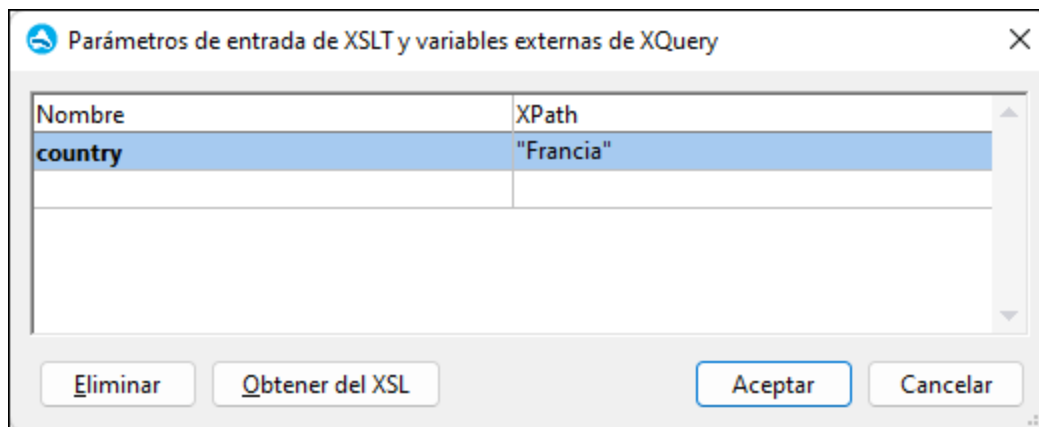 Parámetros de entrada de XSLT y variables externas de XQuery
Nombre XPath
country "Francia"
Eliminar Obtener del XSL Aceptar Cancelar